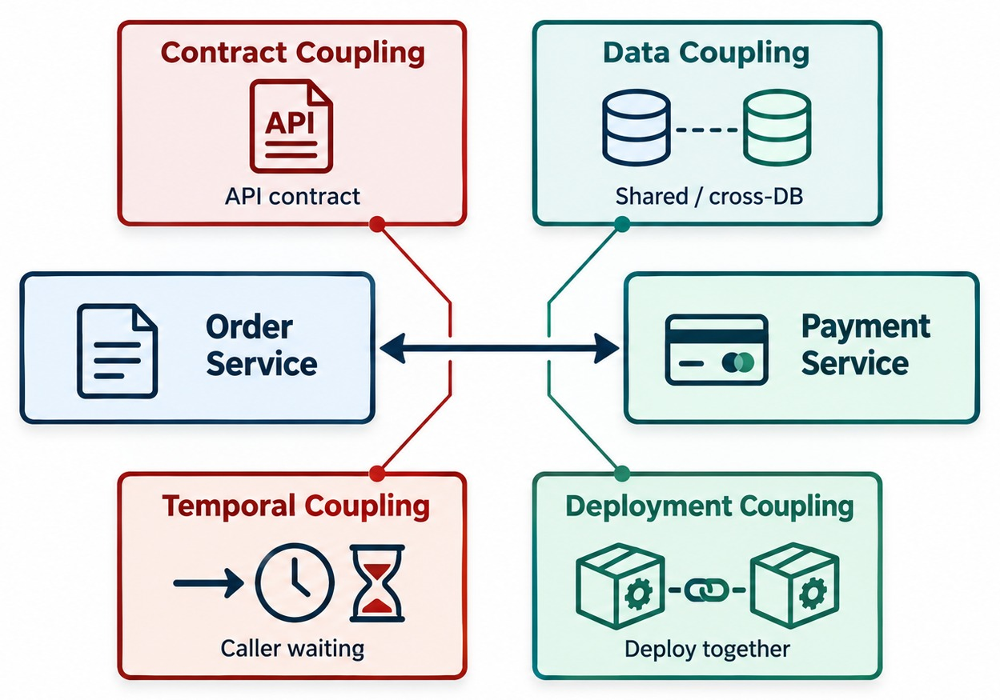 Contract Coupling
API
API contract
Data Coupling
Shared / cross-DB
Order
Service
Payment
Service
Temporal Coupling
Caller waiting
Deployment Coupling
Deploy together